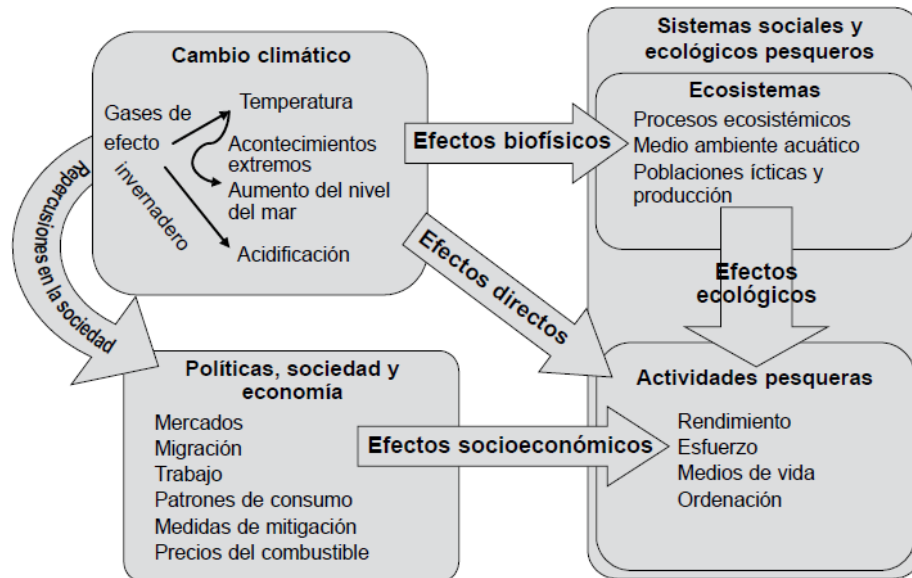 Cambio climático
Gases de
efecto
invernadero
Temperatura
Acontecimientos
extremos
Aumento del nivel
del mar
Acidificación
Repercusiones en la sociedad
Efectos biofísicos
Efectos directos
Sistemas sociales y
ecológicos pesqueros
Ecosistemas
Procesos ecosistémicos
Medio ambiente acuático
Poblaciones ícticas y
producción
Efectos
ecológicos
Políticas, sociedad y
economía
Mercados
Migración
Trabajo
Patrones de consumo
Medidas de mitigación
Precios del combustible
Efectos socioeconómicos
Actividades pesqueras
Rendimiento
Esfuerzo
Medios de vida
Ordenación